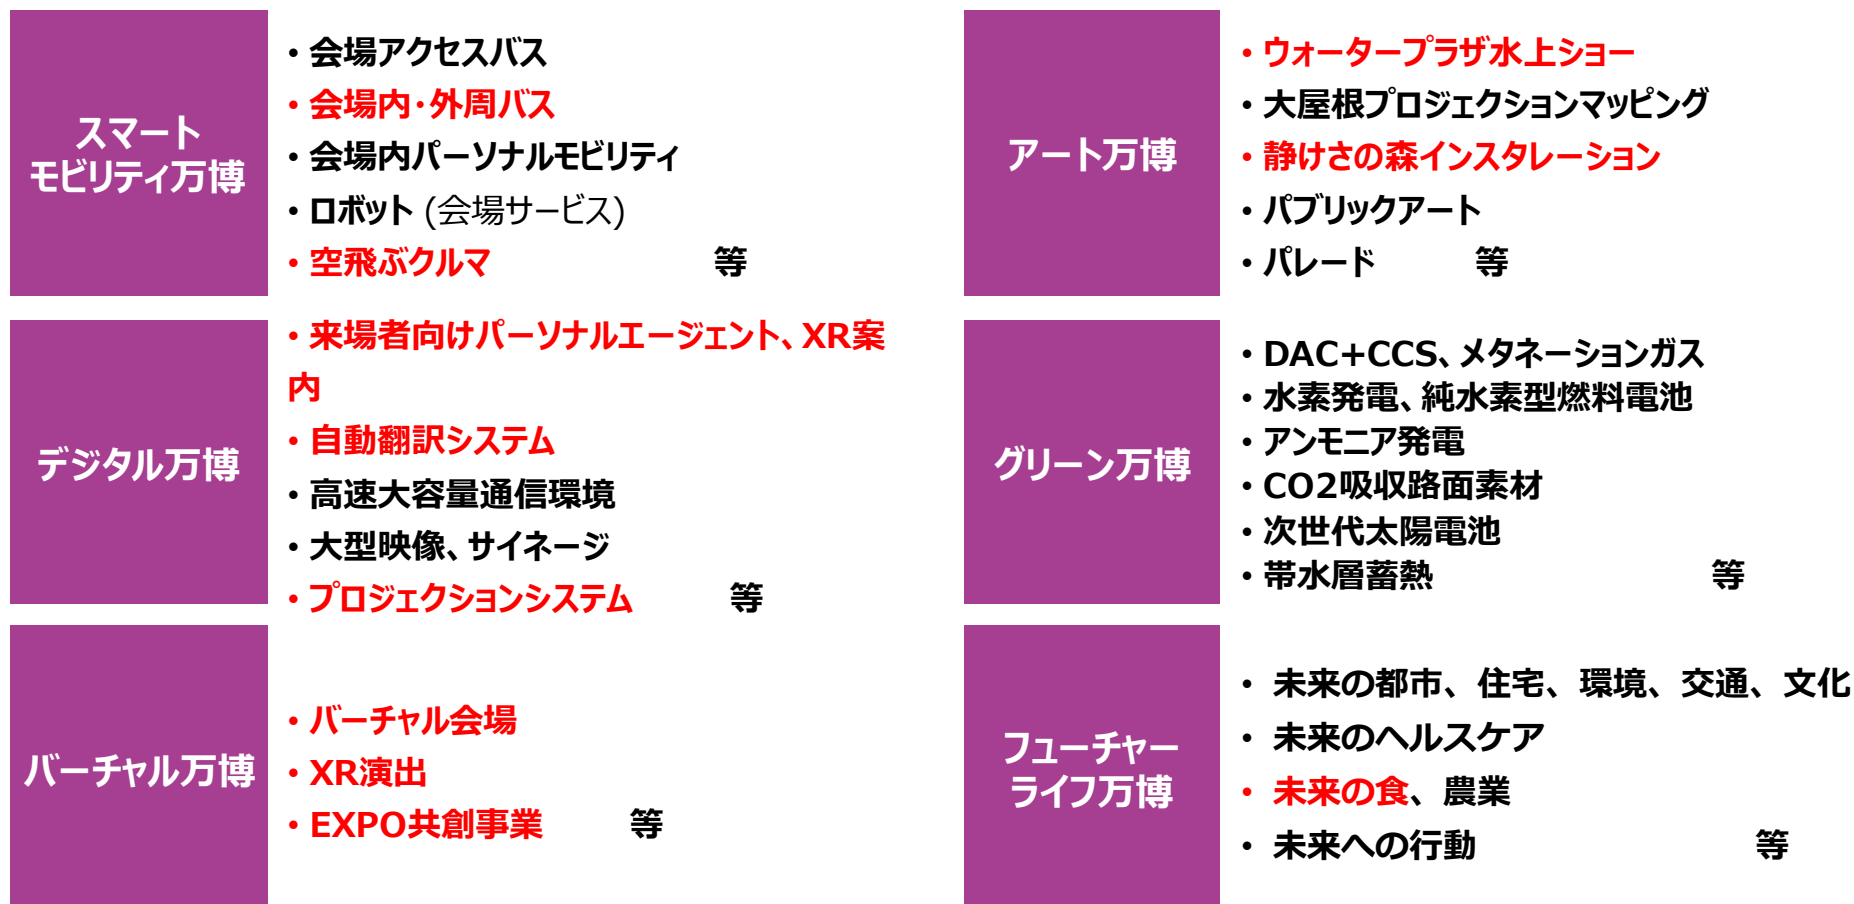 スマート
モビリティ万博
・会場アクセスバス
・会場内・外周バス
・会場内パーソナルモビリティ
・ロボット (会場サービス)
・空飛ぶクルマ 等
デジタル万博
・来場者向けパーソナルエージェント、XR案
内
・自動翻訳システム
・高速大容量通信環境
・大型映像、サイネージ
・プロジェクションシステム 等
バーチャル万博
・バーチャル会場
・XR演出
・EXPO共創事業 等
アート万博
・ウォータープラザ水上ショー
・大屋根プロジェクションマッピング
・静けさの森インスタレーション
・パブリックアート
・パレード 等
グリーン万博
・DAC+CCS、メタネーションガス
・水素発電、純水素型燃料電池
・アンモニア発電
・CO2吸収路面素材
・次世代太陽電池
・帯水層蓄熱 等
フューチャー
ライフ万博
・ 未来の都市、住宅、環境、交通、文化
・ 未来のヘルスケア
・ 未来の食、農業
・ 未来への行動 等